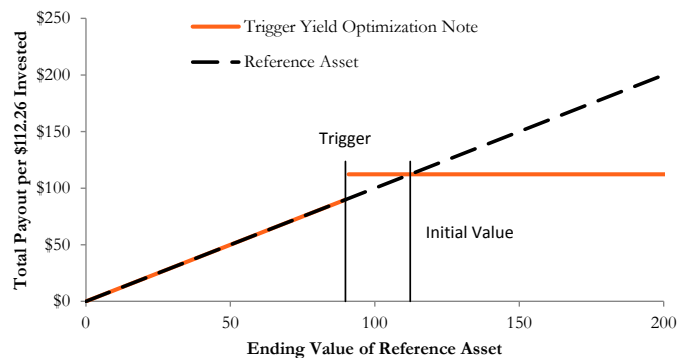 Total Payout per $112.26 Invested
$250
$200
$150
$100
$50
$0
Trigger Yield Optimization Note
Reference Asset
Trigger
Initial Value
0
50
100
150
200
Ending Value of Reference Asset